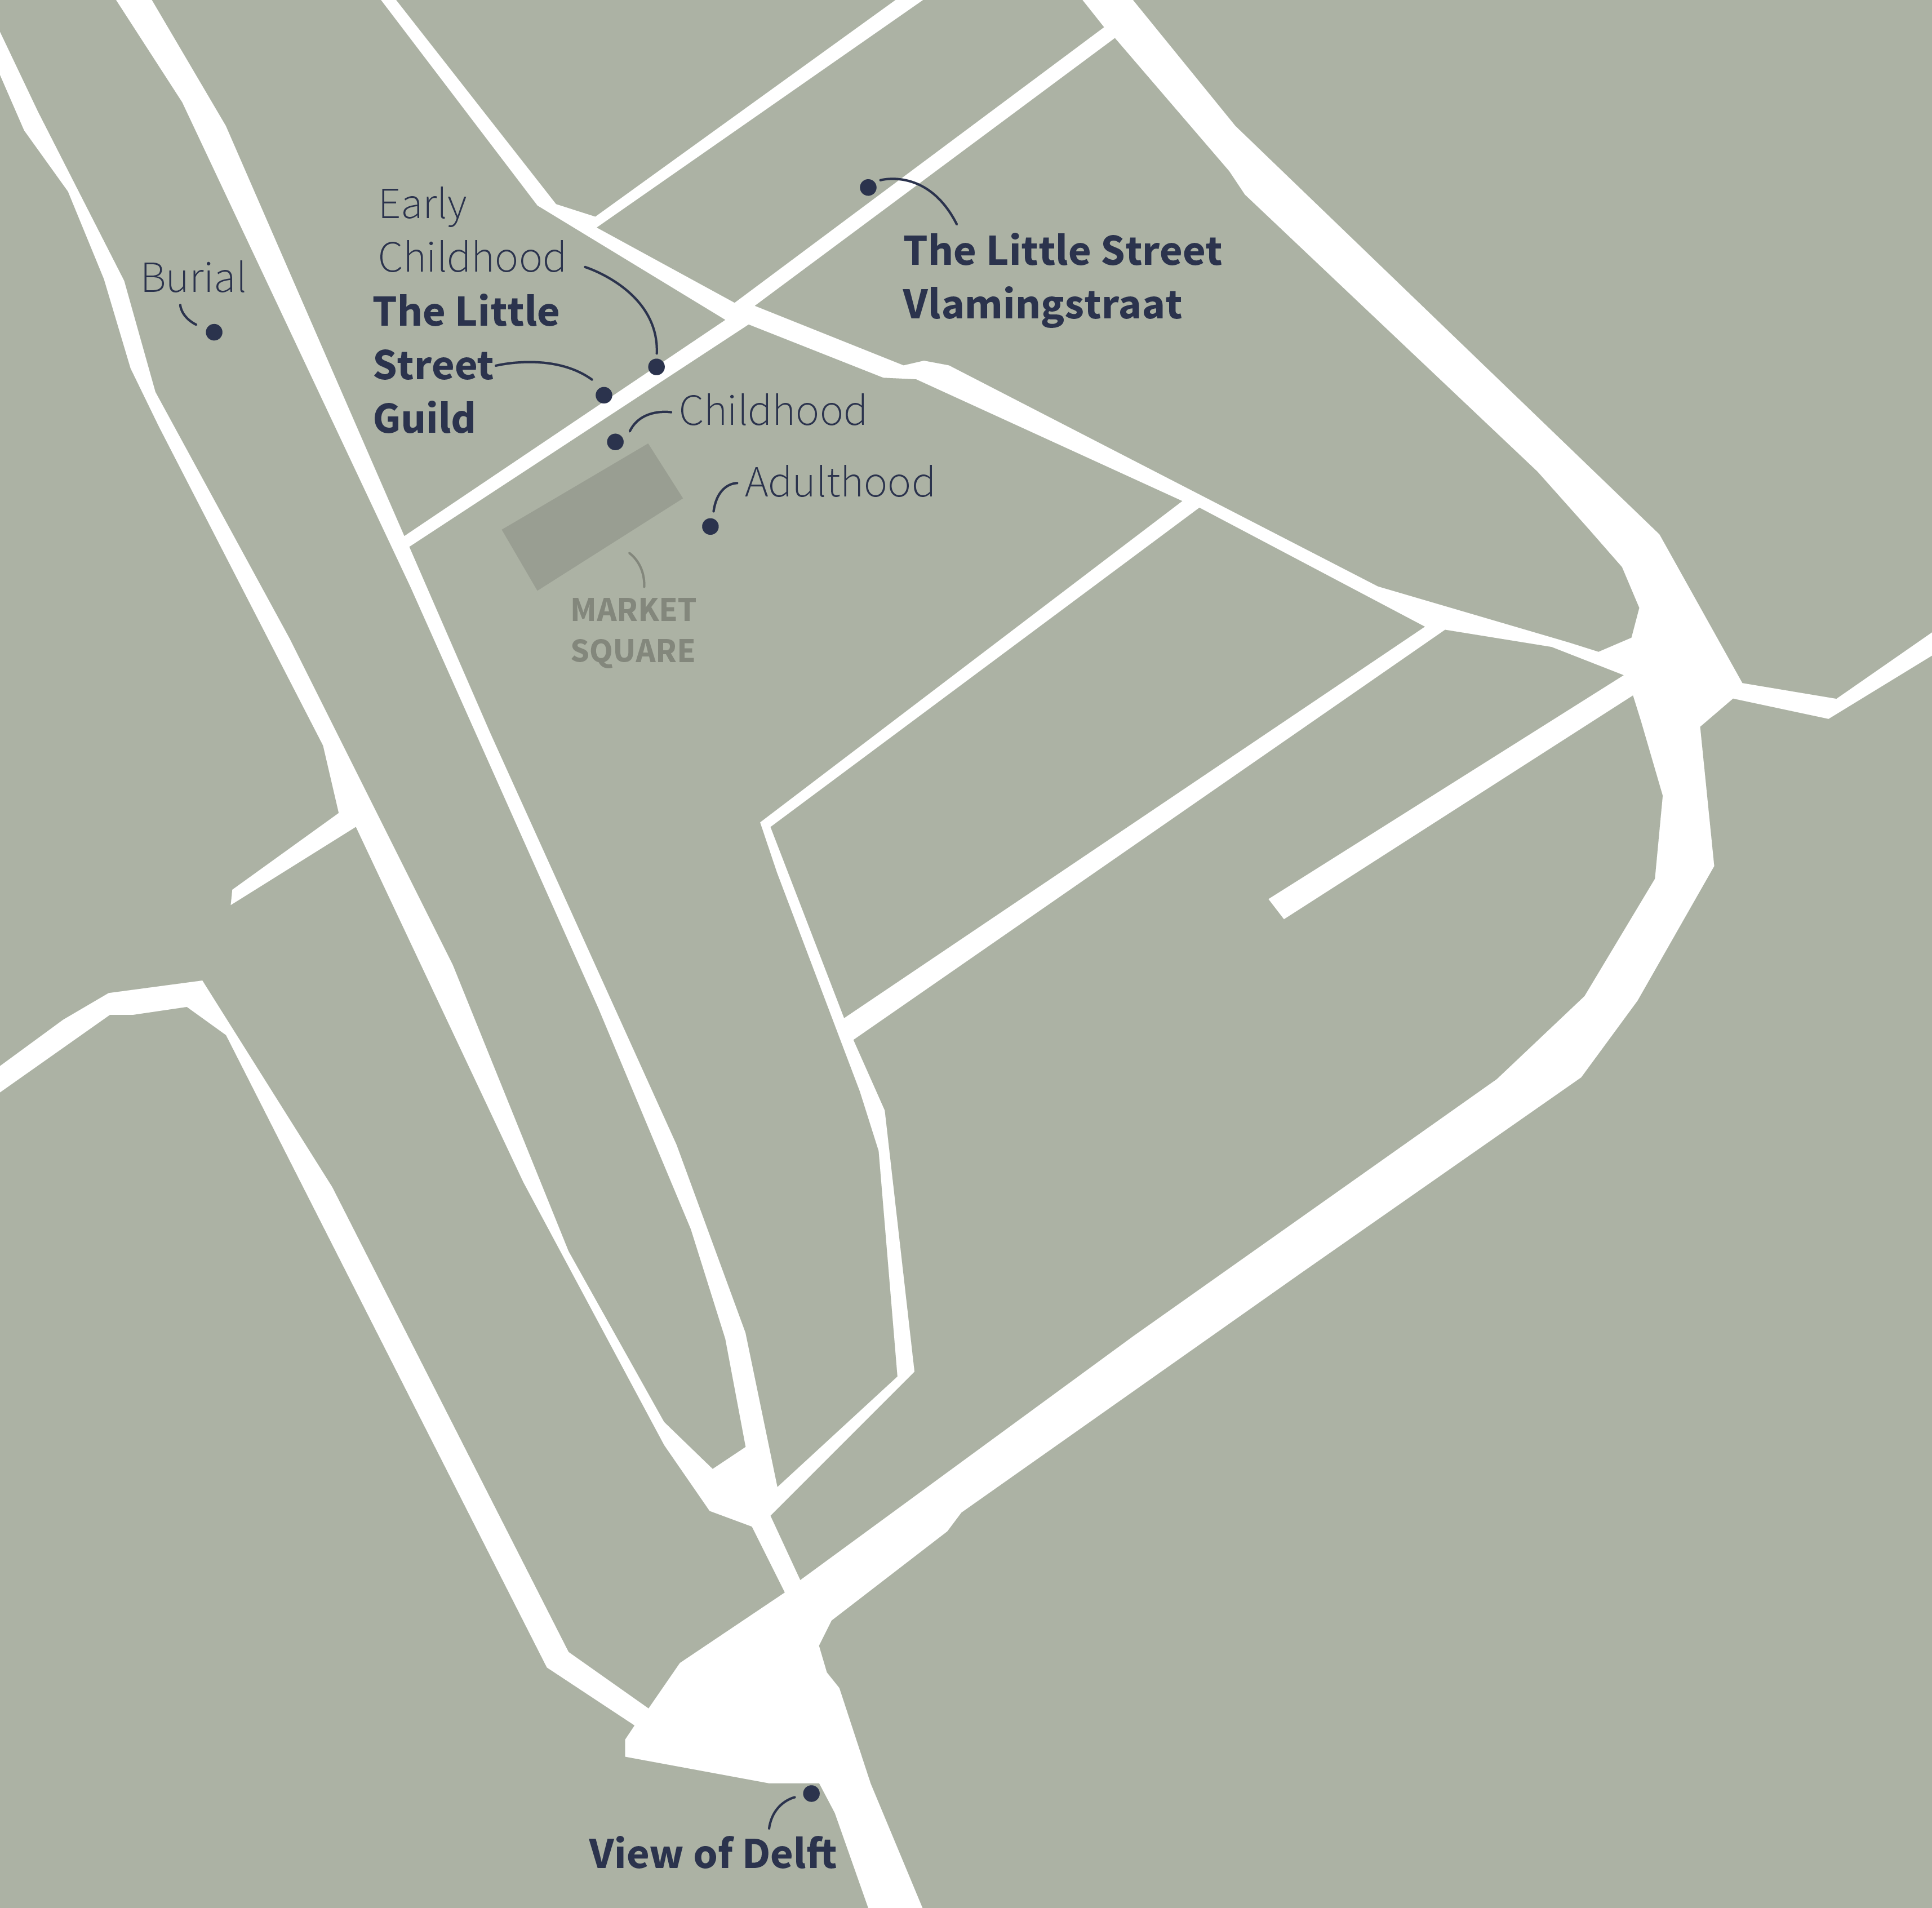 Early
Childhood
The Little
Street
Guild
Burial
The Little Street
Vlamingstraat
Childhood
Adulthood
MARKET
SQUARE
View of Delft